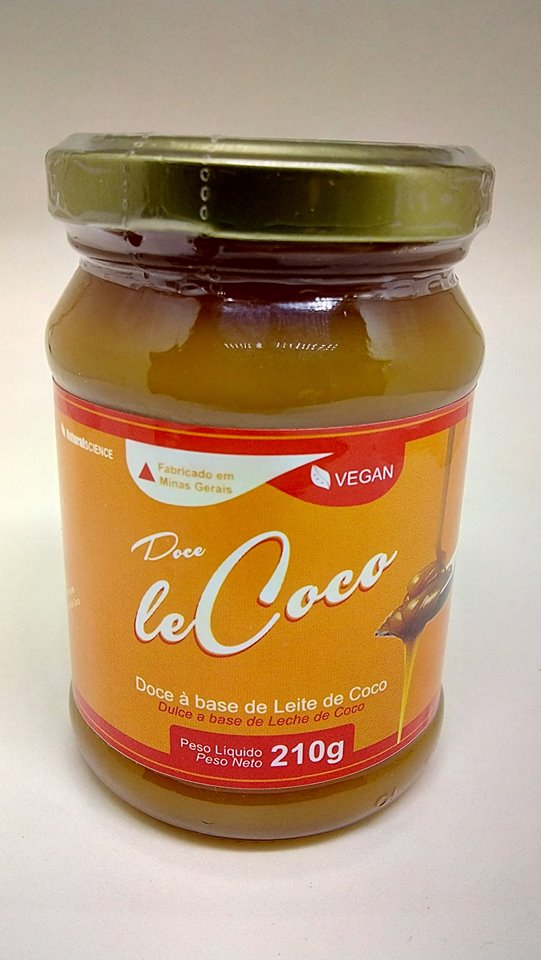 naturalSCIENCE
Fabricado em
Minas Gerais
VEGAN
Doce
leCoco
Doce à base de Leite de Coco
Dulce a base de Leche de Coco
Peso Líquido
Peso Neto
210g